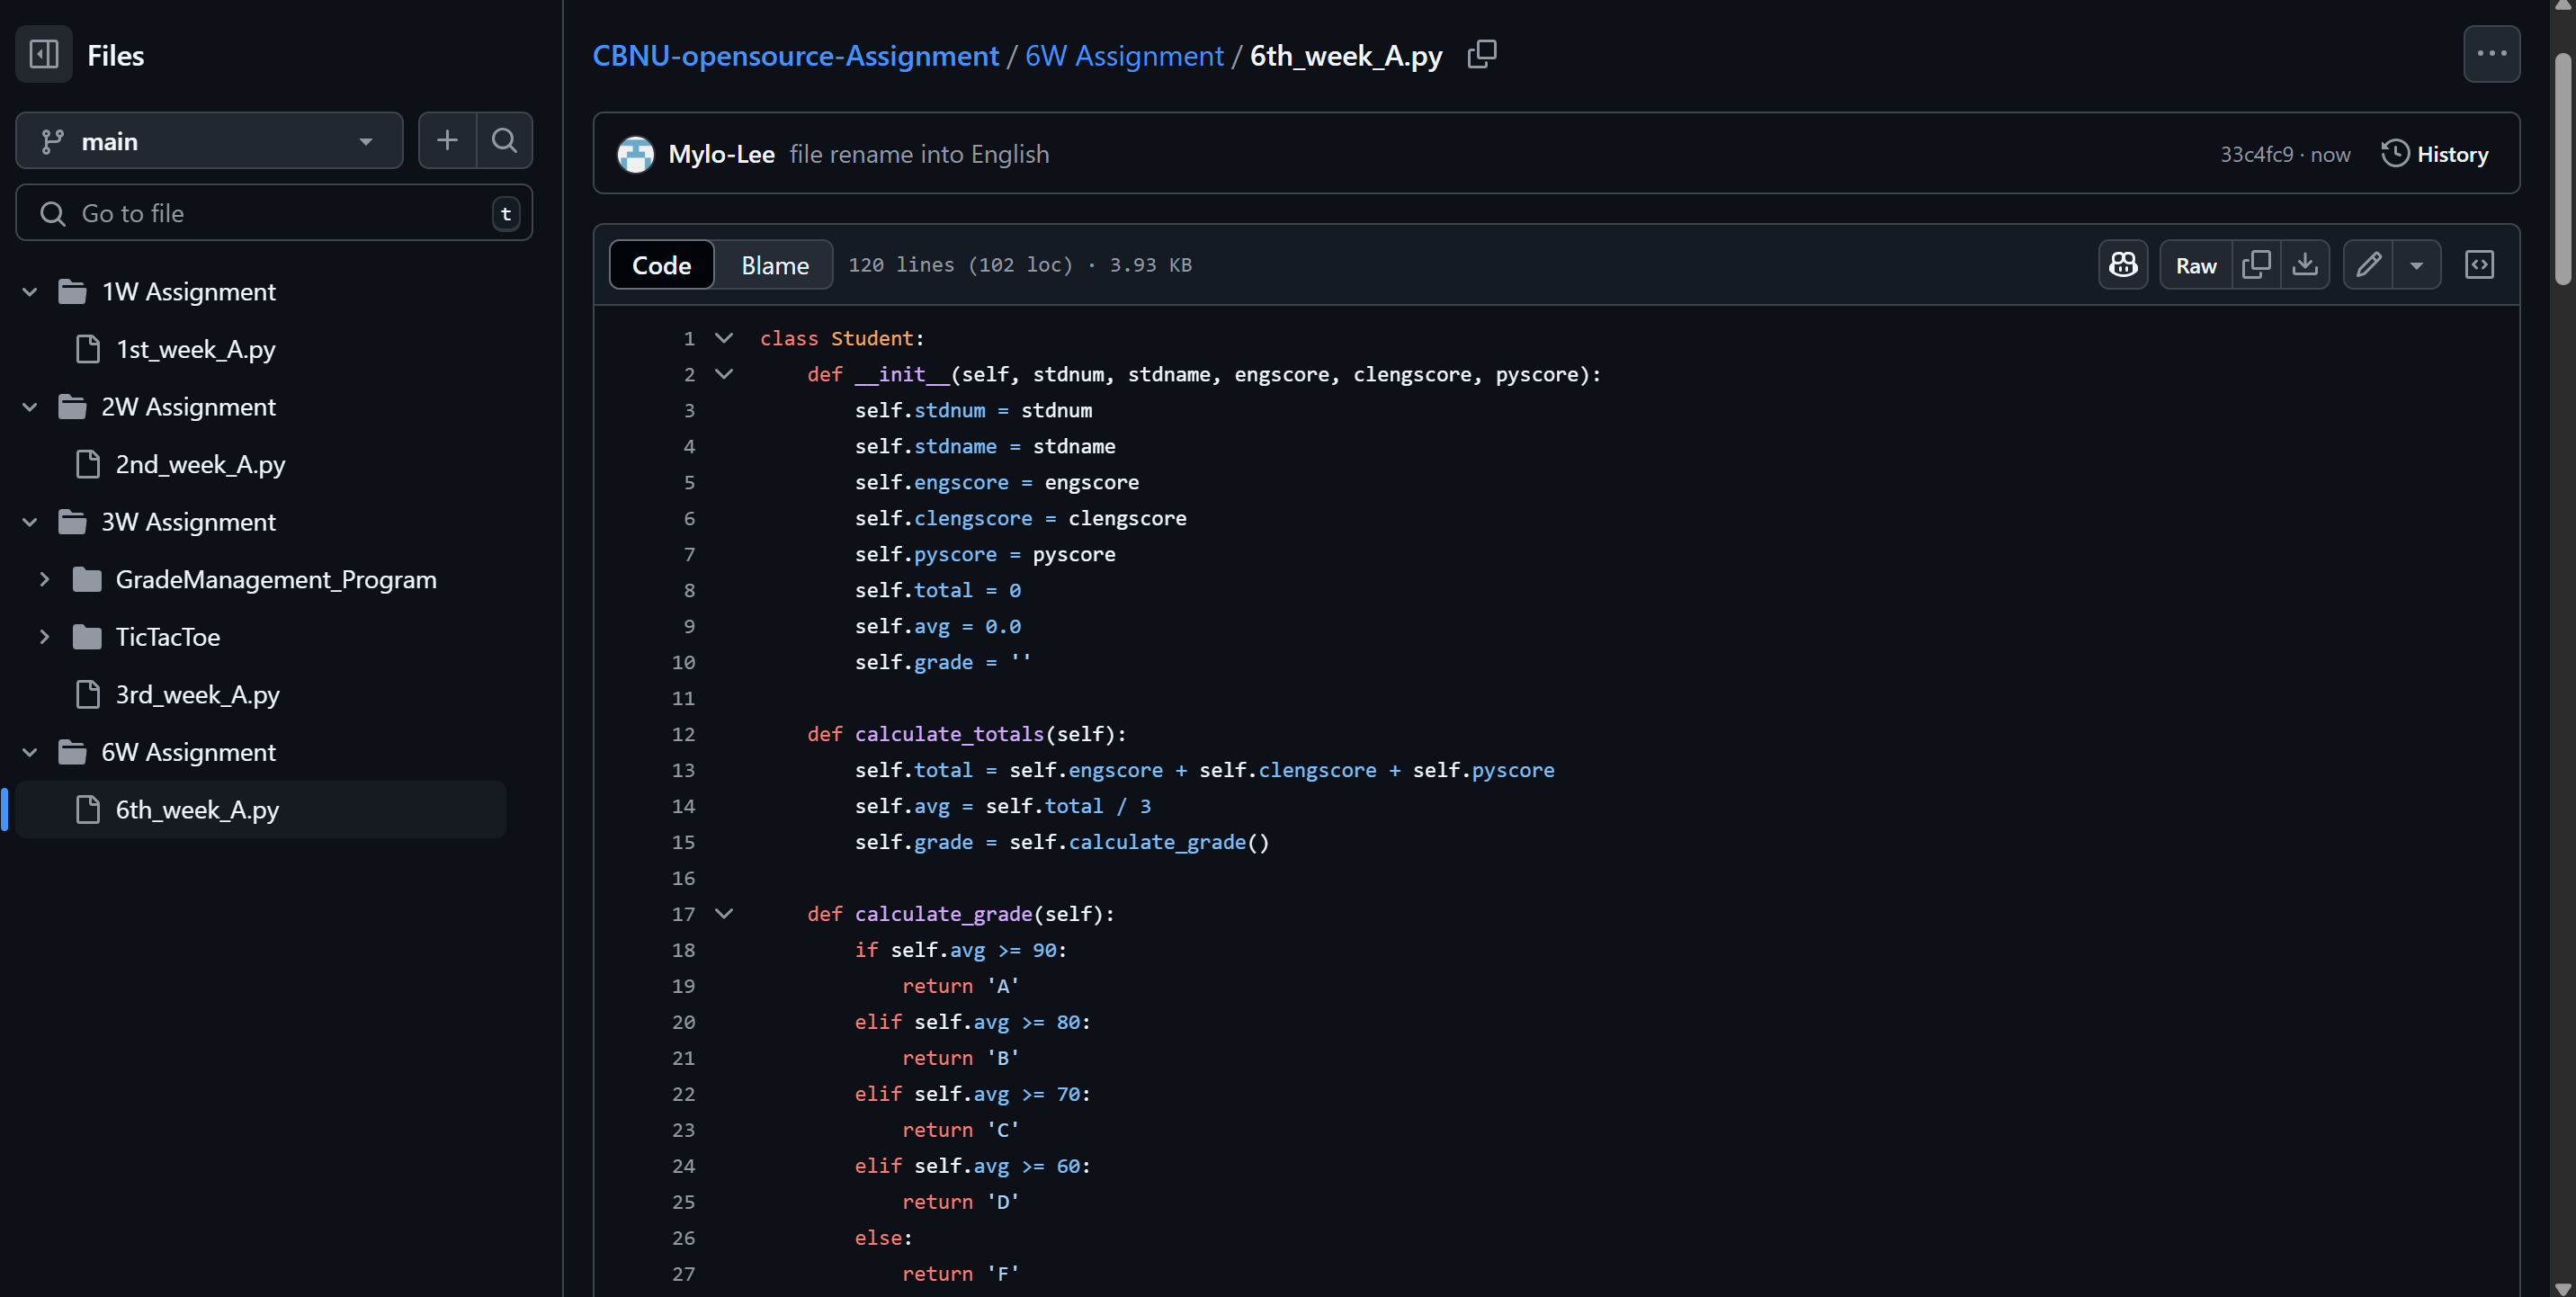 Files
main
Go to file
t
1W Assignment
1st_week_A.py
2W Assignment
2nd_week_A.py
3W Assignment
GradeManagement_Program
TicTacToe
3rd_week_A.py
6W Assignment
6th_week_A.py
CBNU-opensource-Assignment / 6W Assignment / 6th_week_A.py
Mylo-Lee file rename into English
33c4fc9 · now
History
Code
Blame
120 lines (102 loc) · 3.93 KB
Raw
1 class Student:
2     def __init__(self, stdnum, stdname, engscore, clengscore, pyscore):
3         self.stdnum = stdnum
4         self.stdname = stdname
5         self.engscore = engscore
6         self.clengscore = clengscore
7         self.pyscore = pyscore
8         self.total = 0
9         self.avg = 0.0
10         self.grade = ''
11
12     def calculate_totals(self):
13         self.total = self.engscore + self.clengscore + self.pyscore
14         self.avg = self.total / 3
15         self.grade = self.calculate_grade()
16
17     def calculate_grade(self):
18         if self.avg >= 90:
19             return 'A'
20         elif self.avg >= 80:
21             return 'B'
22         elif self.avg >= 70:
23             return 'C'
24         elif self.avg >= 60:
25             return 'D'
26         else:
27             return 'F'